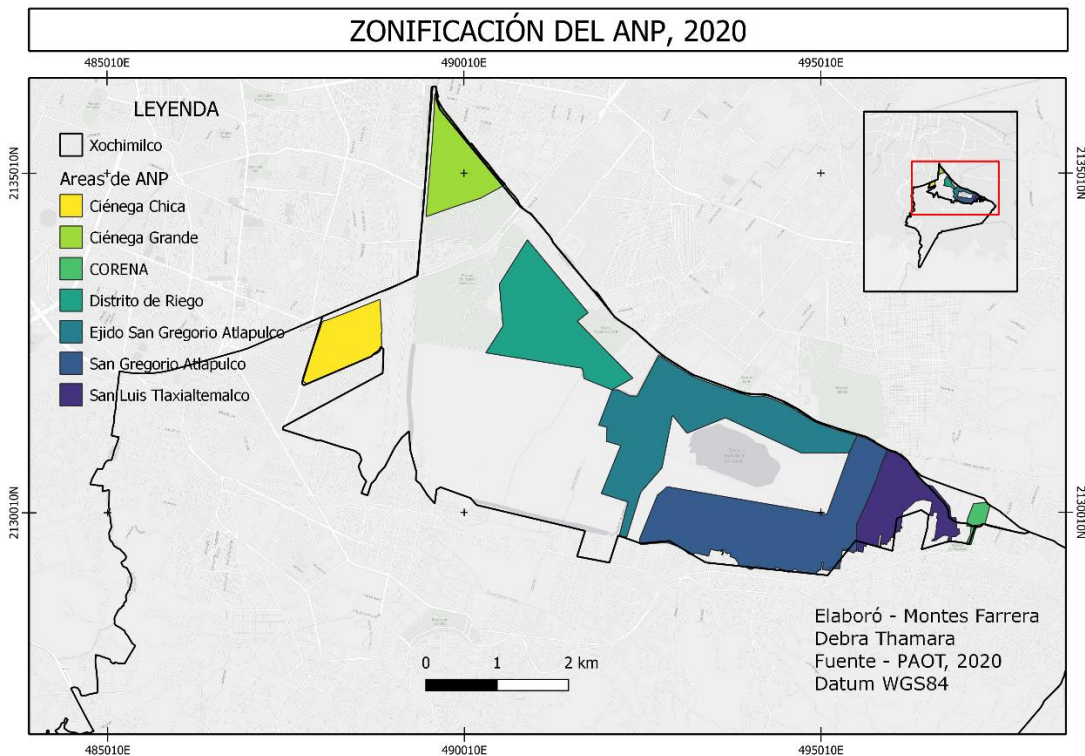 ZONIFICACIÓN DEL ANP, 2020
485010E
490010E
495010E
LEYENDA
Xochimilco
Areas de ANP
Ciénega Chica
Ciénega Grande
CORENA
Distrito de Riego
Ejido San Gregorio Atlapulco
San Gregorio Atlapulco
San Luis Tlaxialtemalco
2135010N
2135010N
2130010N
2130010N
0
1
2 km
Elaboró - Montes Farrera
Debra Thamara
Fuente - PAOT, 2020
Datum WGS84
485010E
490010E
495010E